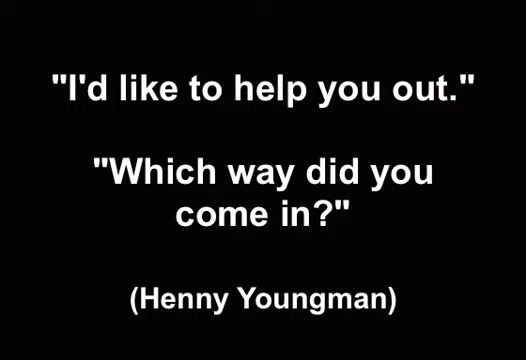 "I'd like to help you out."
"Which way did you
come in?"
(Henny Youngman)